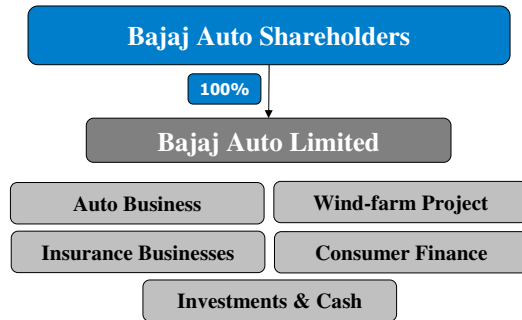 Bajaj Auto Shareholders
100%
Bajaj Auto Limited
Auto Business
Wind-farm Project
Insurance Businesses
Consumer Finance
Investments & Cash